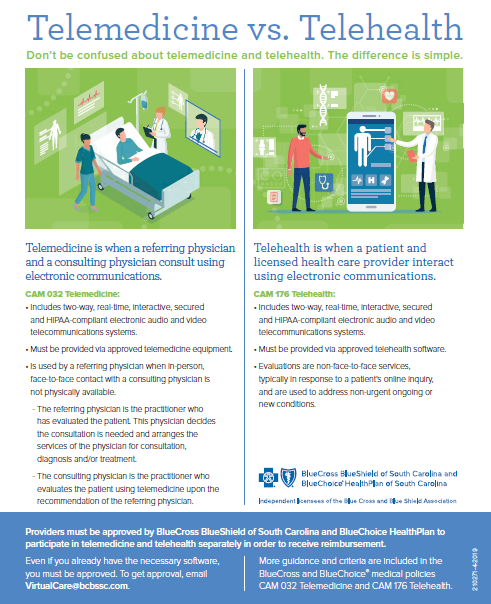 Telemedicine vs. Telehealth
Don't be confused about telemedicine and telehealth. The difference is simple.
Telemedicine is when a referring physician
and a consulting physician consult using
electronic communications.
CAM 032 Telemedicine:
• Includes two-way, real-time, interactive, secured
and HIPAA-compliant electronic audio and video
telecommunications systems.
• Must be provided via approved telemedicine equipment.
• Is used by a referring physician when in-person,
face-to-face contact with a consulting physician is
not physically available.
- The referring physician is the practitioner who
has evaluated the patient. This physician decides
the consultation is needed and arranges the
services of the physician for consultation,
diagnosis and/or treatment.
- The consulting physician is the practitioner who
evaluates the patient using telemedicine upon the
recommendation of the referring physician.
Telehealth is when a patient and
licensed health care provider interact
using electronic communications.
CAM 176 Telehealth:
• Includes two-way, real-time, interactive, secured
and HIPAA-compliant electronic audio and video
telecommunications systems.
• Must be provided via approved telehealth software.
• Evaluations are non-face-to-face services,
typically in response to a patient's online inquiry,
and are used to address non-urgent ongoing or
new conditions.
BlueCross BlueShield of South Carolina and
BlueChoice HealthPlan of South Carolina
Independent licensees of the Blue Cross and Blue Shield Association
Providers must be approved by BlueCross BlueShield of South Carolina and BlueChoice HealthPlan to
participate in telemedicine and telehealth separately in order to receive reimbursement.
Even if you already have the necessary software,
you must be approved. To get approval, email
VirtualCare@bcbssc.com.
More guidance and criteria are included in the
BlueCross and BlueChoice® medical policies
CAM 032 Telemedicine and CAM 176 Telehealth.
210271-4-2019